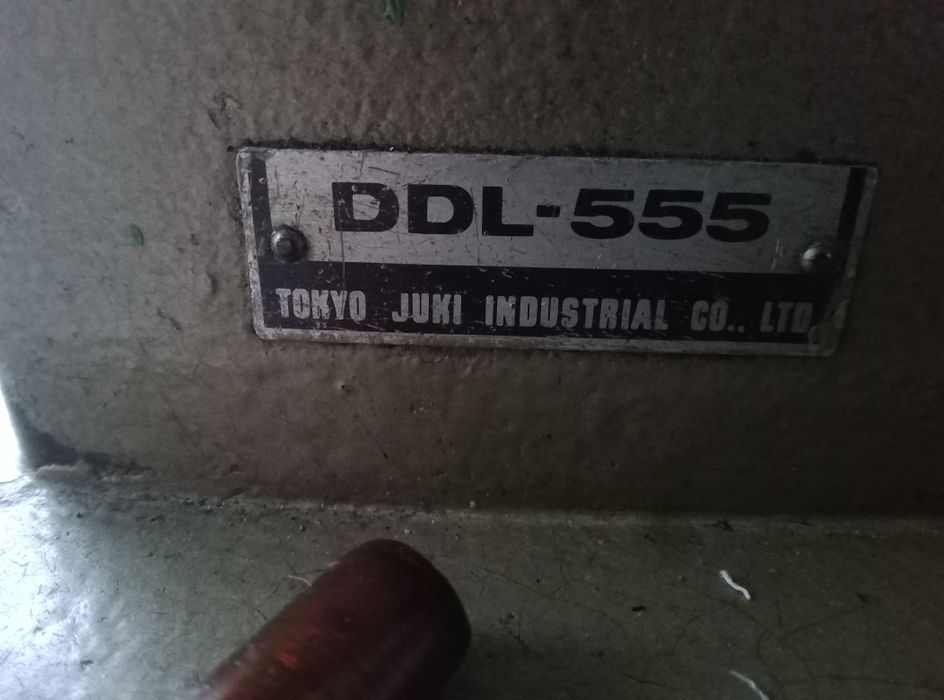 DDL-555
TOKYO JUKI INDUSTRIAL CO., LTD